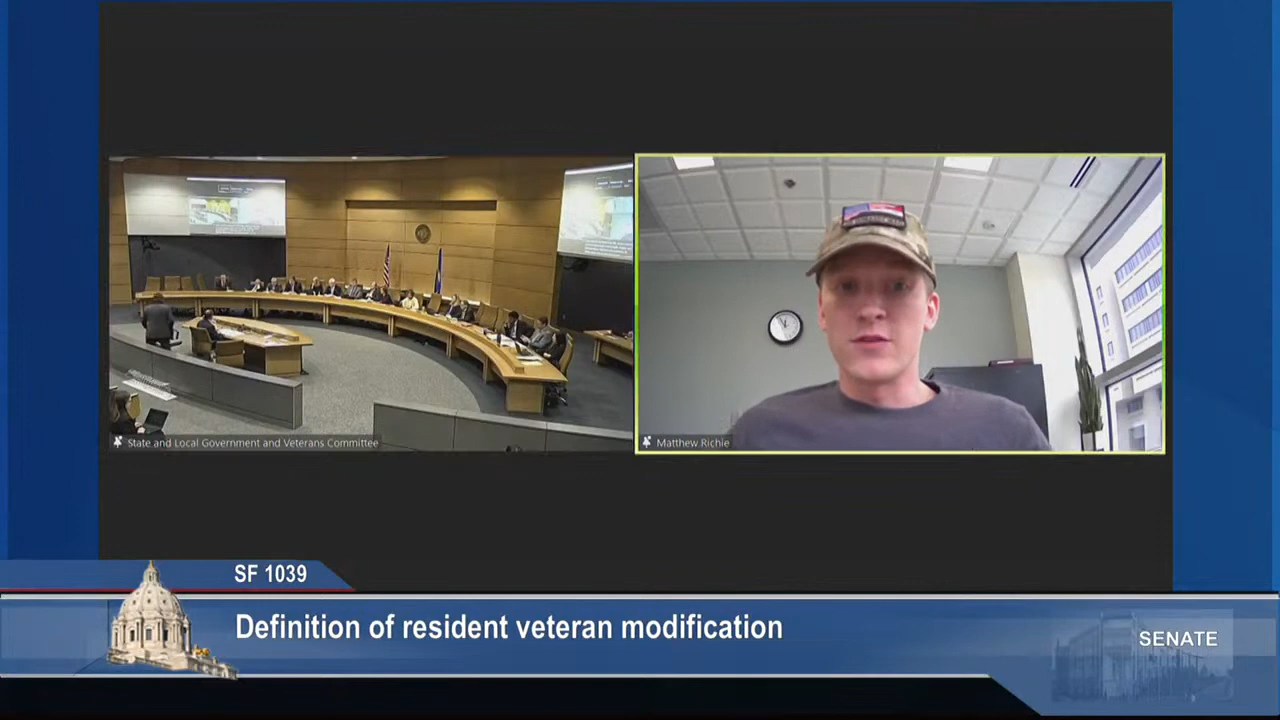 State and Local Government and Veterans Committee
Matthew Richie
SF 1039
Definition of resident veteran modification
SENATE